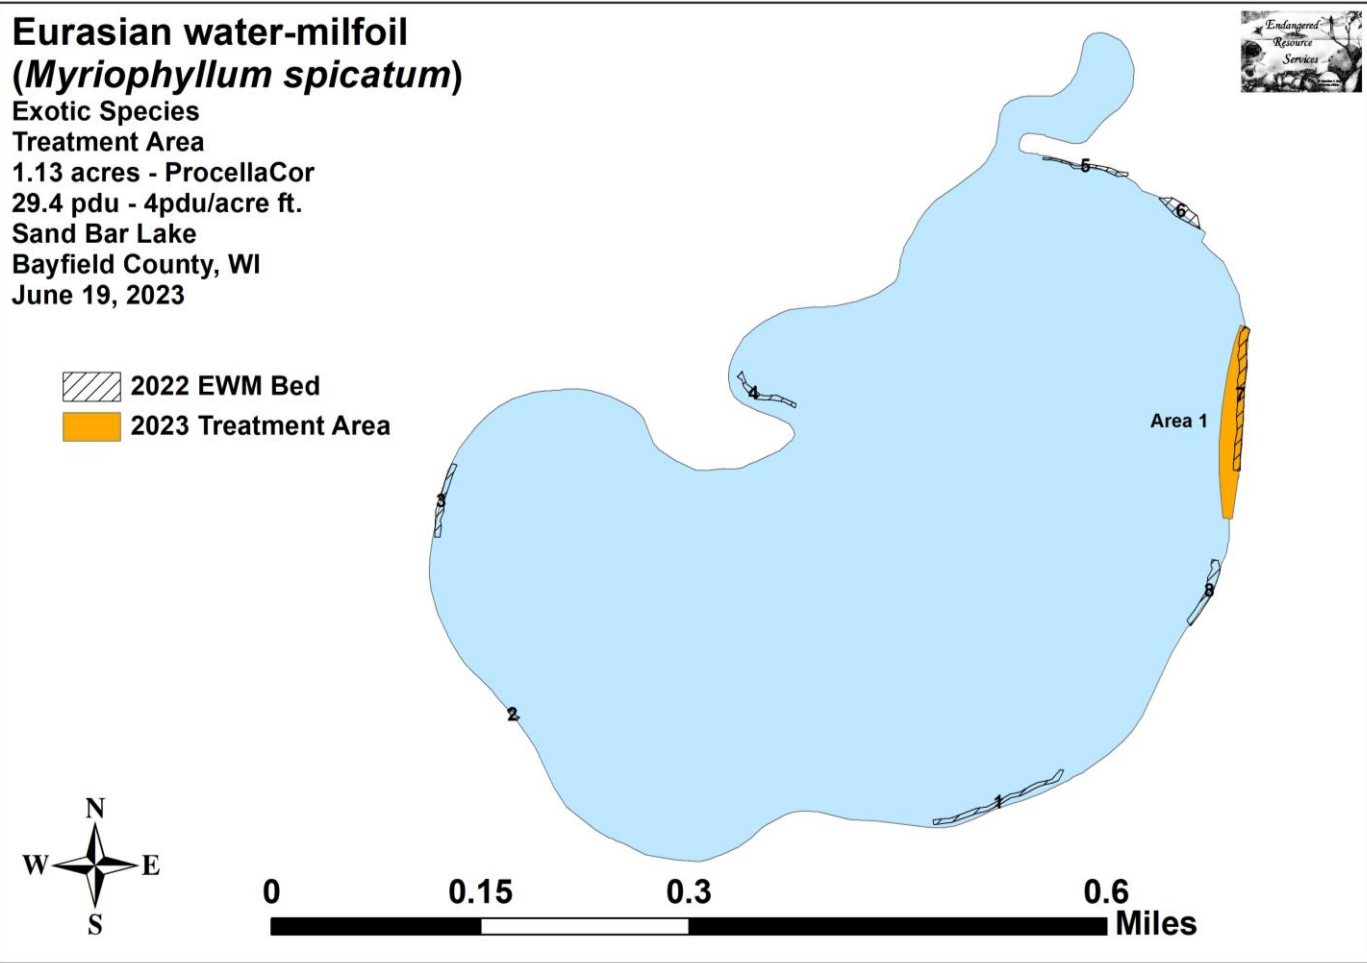 Eurasian water-milfoil
(Myriophyllum spicatum)
Exotic Species
Treatment Area
1.13 acres - ProcellaCor
29.4 pdu - 4pdu/acre ft.
Sand Bar Lake
Bayfield County, WI
June 19, 2023
2022 EWM Bed
2023 Treatment Area
Endangered
Resource
Services
5
6
4
7
Area 1
3
8
2
1
N
W
E
S
0
0.15
0.3
0.6
Miles